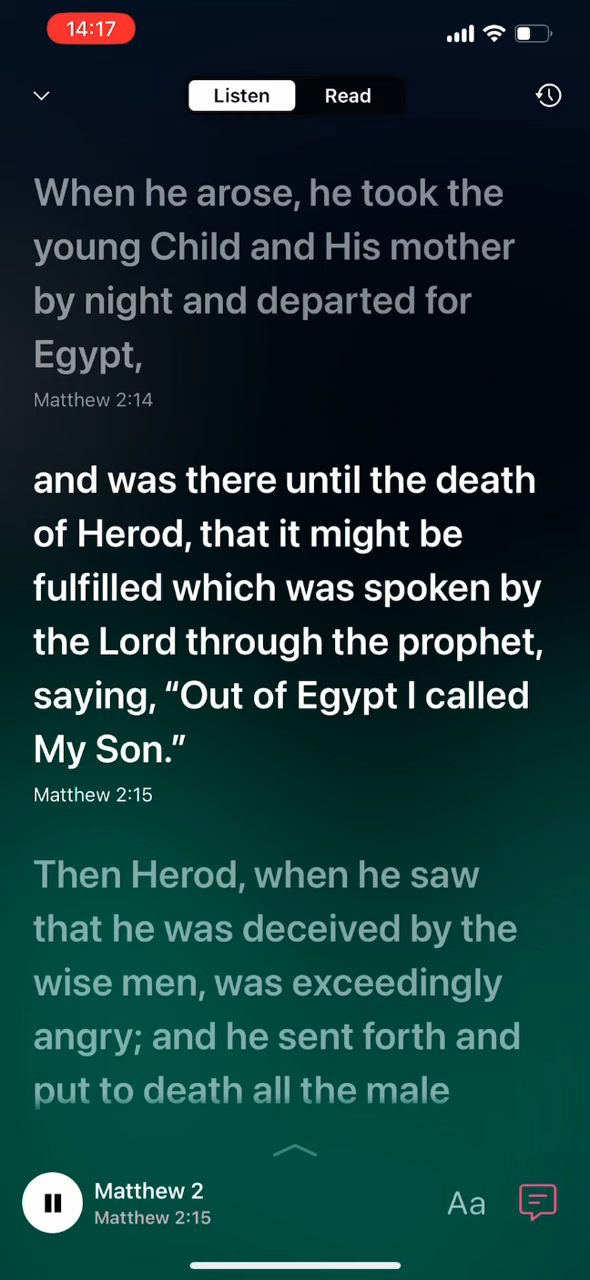 14:17
Listen
Read
When he arose, he took the
young Child and His mother
by night and departed for
Egypt,
Matthew 2:14
and was there until the death
of Herod, that it might be
fulfilled which was spoken by
the Lord through the prophet,
saying, “Out of Egypt I called
My Son.”
Matthew 2:15
Then Herod, when he saw
that he was deceived by the
wise men, was exceedingly
angry; and he sent forth and
put to death all the male
Matthew 2
Matthew 2:15
Aa